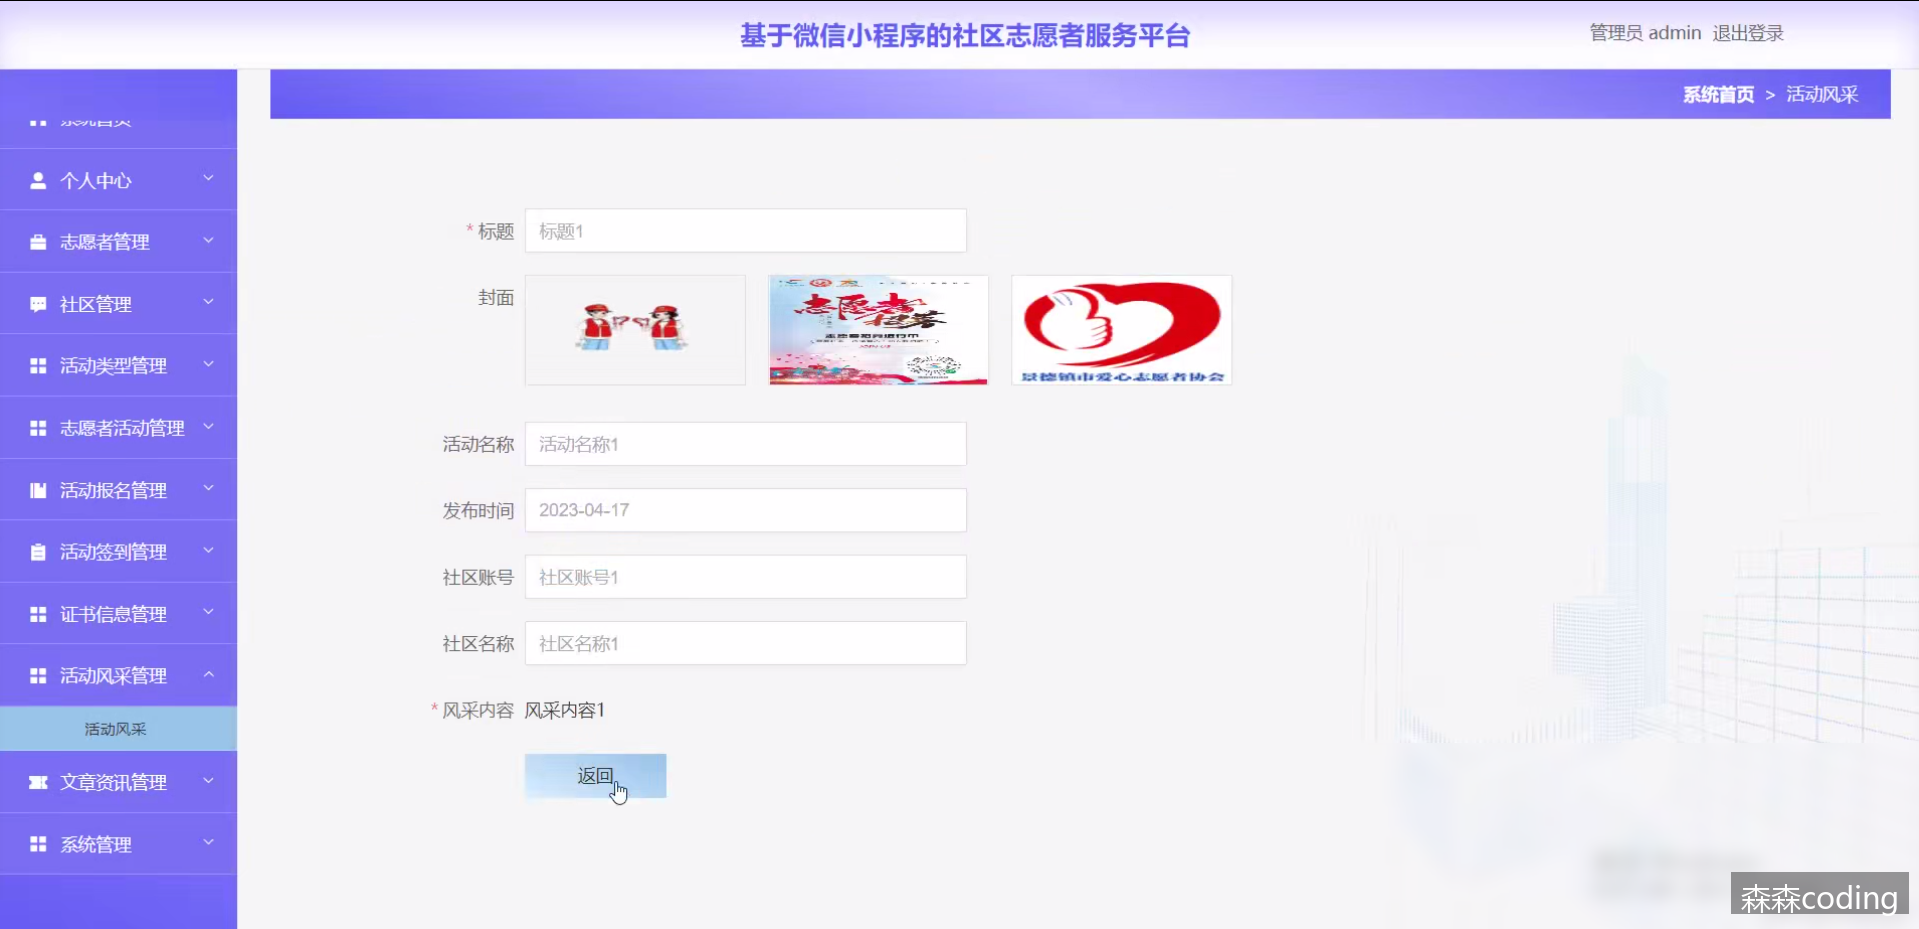 基于微信小程序的社区志愿者服务平台
管理员 admin 退出登录
系统首页 > 活动风采
系统首页
个人中心
志愿者管理
社区管理
活动类型管理
志愿者活动管理
活动报名管理
活动签到管理
证书信息管理
活动风采管理
活动风采
文章资讯管理
系统管理
* 标题 标题1
封面
志愿者
招募
景德镇市爱心志愿者协会
活动名称 活动名称1
发布时间 2023-04-17
社区账号 社区账号1
社区名称 社区名称1
* 风采内容 风采内容1
返回
森森coding